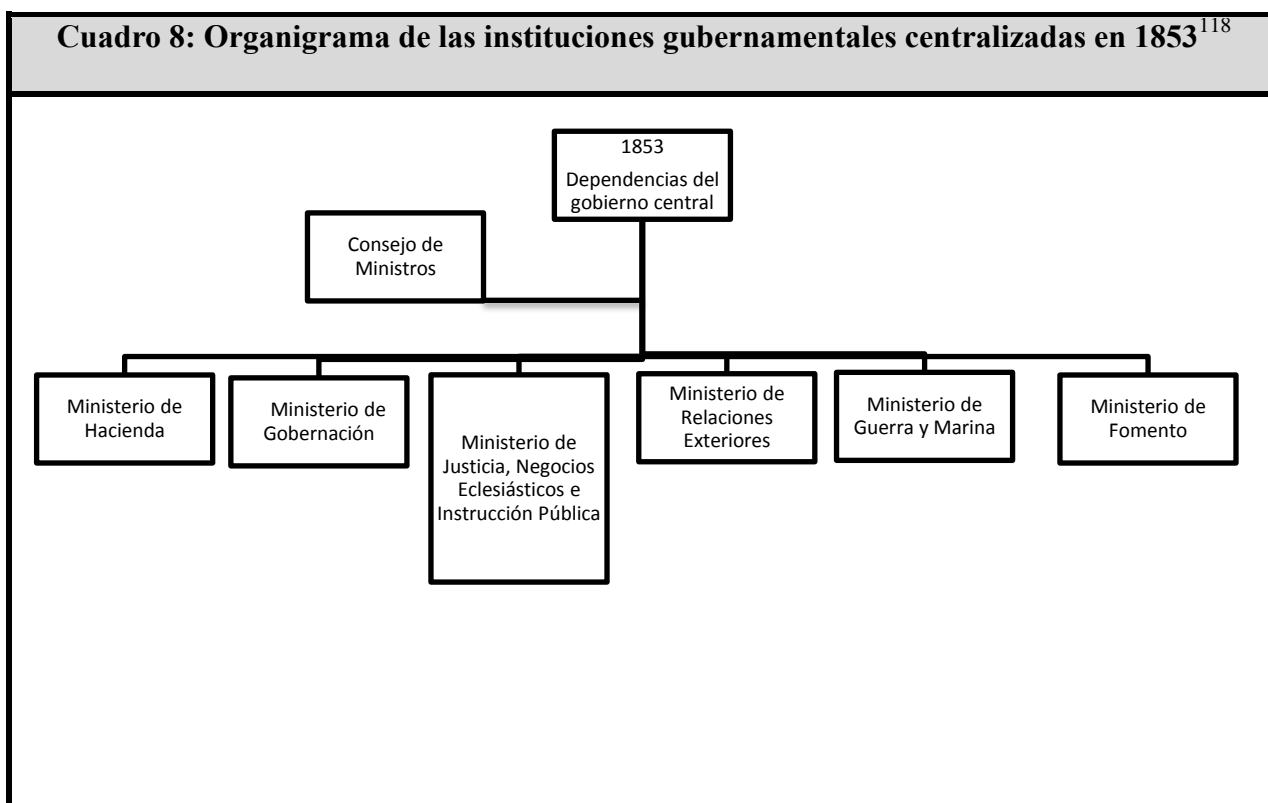 Cuadro 8: Organigrama de las instituciones gubernamentales centralizadas en 1853118
1853
Dependencias del
gobierno central
Consejo de
Ministros
Ministerio de
Hacienda
Ministerio de
Gobernación
Ministerio de
Justicia, Negocios
Eclesiásticos e
Instrucción Pública
Ministerio de
Relaciones
Exteriores
Ministerio de
Guerra y Marina
Ministerio de
Fomento